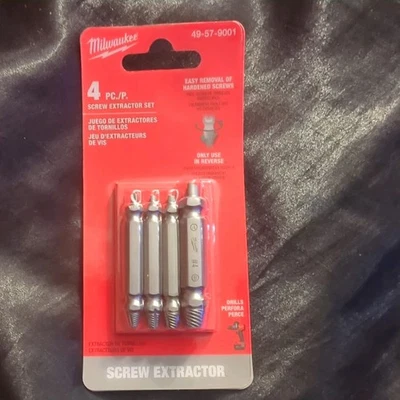 Milwaukee
49-57-9001
4 PC./P.
SCREW EXTRACTOR SET
JUEGO DE EXTRACTORES
DE TORNILLOS
JEU D'EXTRACTEURS
DE VIS
EASY REMOVAL OF
HARDENED SCREWS
ONLY USE
IN REVERSE
DRILLS
PERFORA
PERCE
SCREW EXTRACTOR